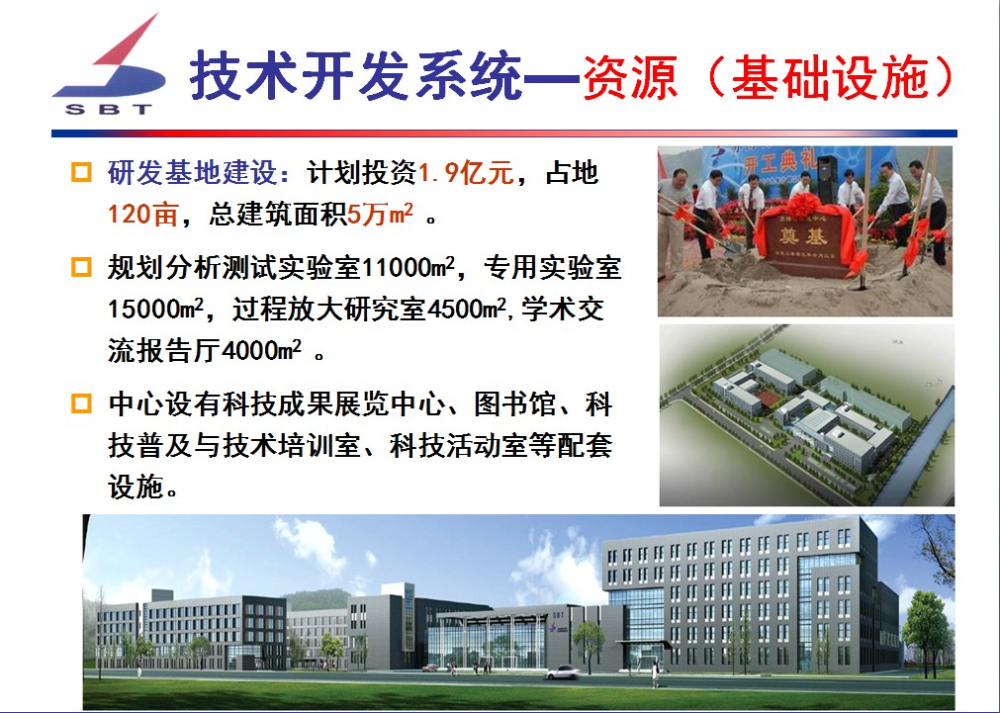 SBT
技术开发系统—资源（基础设施）
研发基地建设：计划投资1.9亿元，占地
120亩，总建筑面积5万m²。
规划分析测试实验室11000m²，专用实验室
15000m²，过程放大研究室4500m²,学术交
流报告厅4000m²。
中心设有科技成果展览中心、图书馆、科
技普及与技术培训室、科技活动室等配套
设施。
开工典礼
奠基
SBT